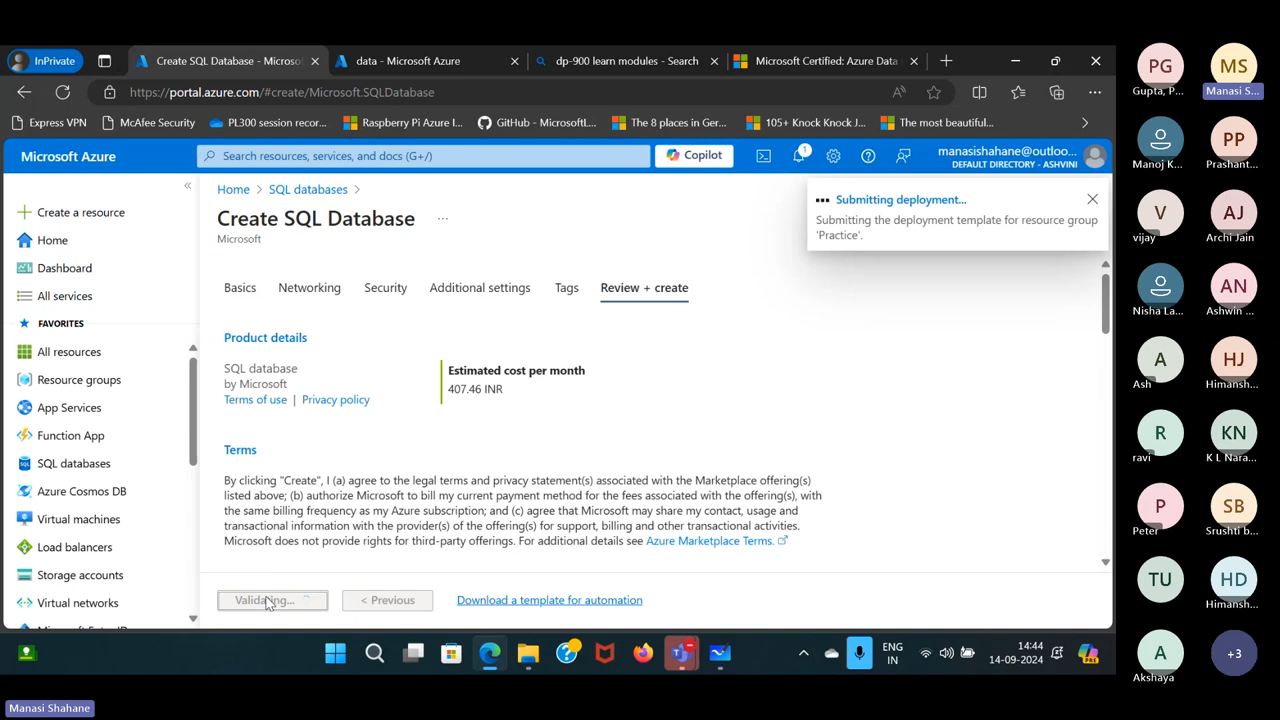 InPrivate
Create SQL Database - Microsof
data - Microsoft Azure
dp-900 learn modules - Search
Microsoft Certified: Azure Data
https://portal.azure.com/#create/Microsoft.SQLDatabase
Express VPN
McAfee Security
PL300 session recor...
Raspberry Pi Azure I...
GitHub - MicrosoftL...
The 8 places in Ger...
105+ Knock Knock J...
The most beautiful...
Microsoft Azure
Search resources, services, and docs (G+/)
Copilot
1
manasishahane@outloo...
DEFAULT DIRECTORY - ASHVINI
Create a resource
Home
Dashboard
All services
FAVORITES
All resources
Resource groups
App Services
Function App
SQL databases
Azure Cosmos DB
Virtual machines
Load balancers
Storage accounts
Virtual networks
Home > SQL databases >
Create SQL Database ...
Microsoft
Submitting deployment...
Submitting the deployment template for resource group
'Practice'.
Basics Networking Security Additional settings Tags Review + create
Product details
SQL database
by Microsoft
Terms of use | Privacy policy
Estimated cost per month
407.46 INR
Terms
By clicking "Create", I (a) agree to the legal terms and privacy statement(s) associated with the Marketplace offering(s)
listed above; (b) authorize Microsoft to bill my current payment method for the fees associated with the offering(s), with
the same billing frequency as my Azure subscription; and (c) agree that Microsoft may share my contact, usage and
transactional information with the provider(s) of the offering(s) for support, billing and other transactional activities.
Microsoft does not provide rights for third-party offerings. For additional details see Azure Marketplace Terms.
Validating...
< Previous
Download a template for automation
ENG
IN
14:44
14-09-2024
PRE
PG
Gupta, P...
MS
Manasi S...
Manoj K...
PP
Prashant...
V
vijay
AJ
Archi Jain
Nisha La...
AN
Ashwin ...
A
Ash
HJ
Himansh...
R
ravi
KN
K L Nara...
P
Peter
SB
Srushti b...
TU
HD
Himansh...
A
Akshaya
+3
Manasi Shahane